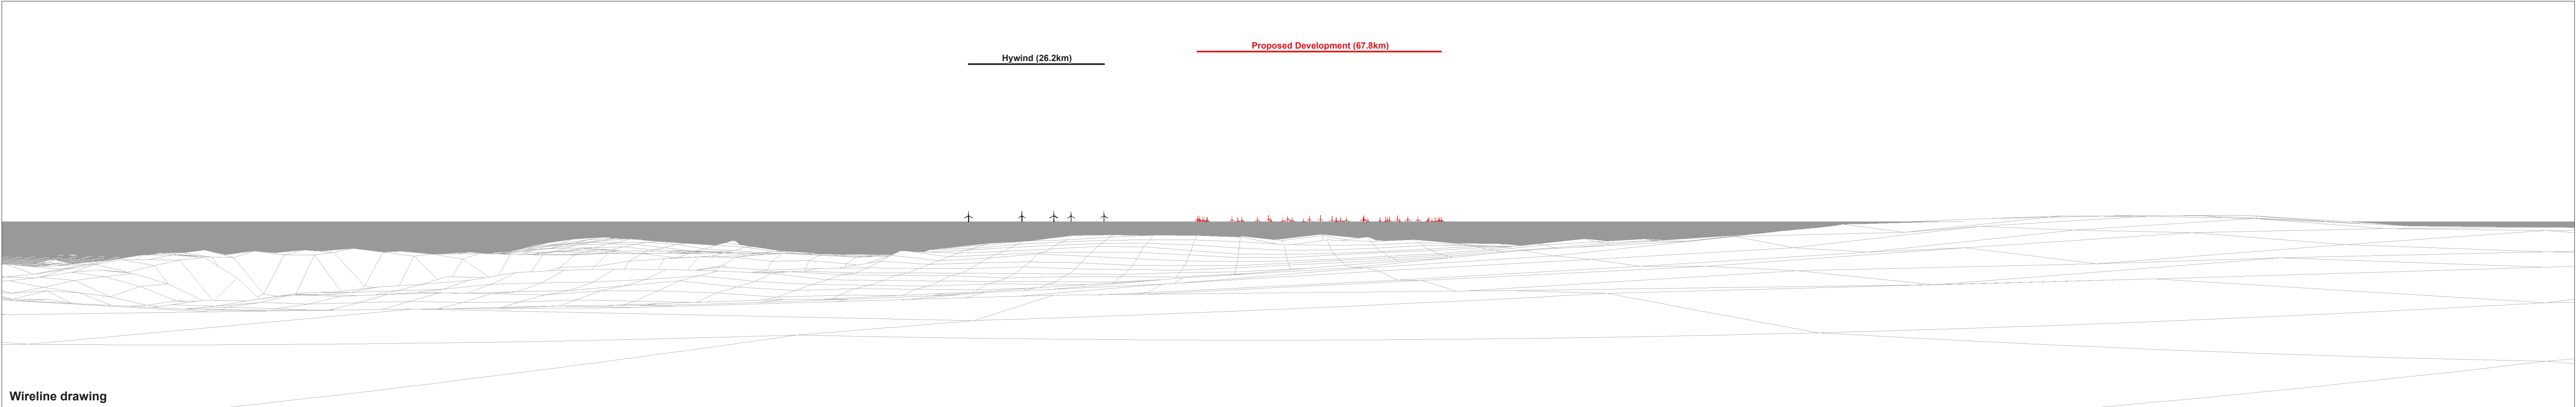 Proposed Development (67.8km)
Hywind (26.2km)
Wireline drawing